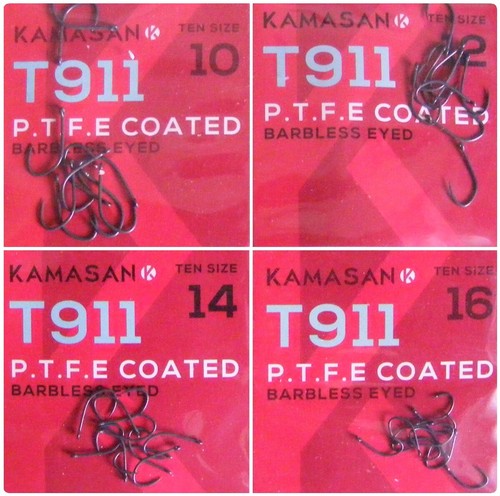 KAMASAN K
TEN SIZE
10
T911
P.T.F.E COATED
BARBLESS EYED
KAMASAN K
TEN SIZE
12
T911
P.T.F.E COATED
BARBLESS EYED
KAMASAN K
TEN SIZE
14
T911
P.T.F.E COATED
BARBLESS EYED
KAMASAN K
TEN SIZE
16
T911
P.T.F.E COATED
BARBLESS EYED